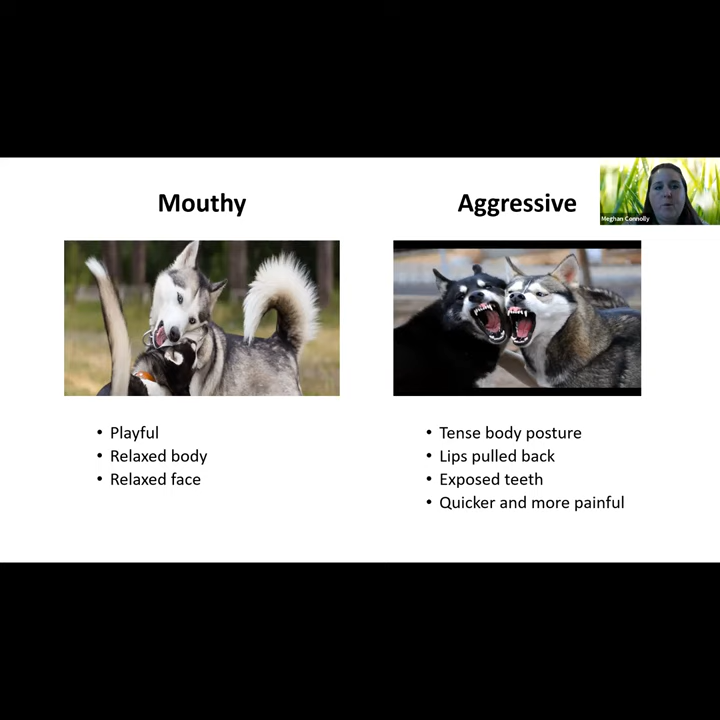 Mouthy
Aggressive
Meghan Connolly
• Playful
• Relaxed body
• Relaxed face
• Tense body posture
• Lips pulled back
• Exposed teeth
• Quicker and more painful